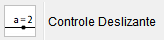 a = 2
Controle Deslizante